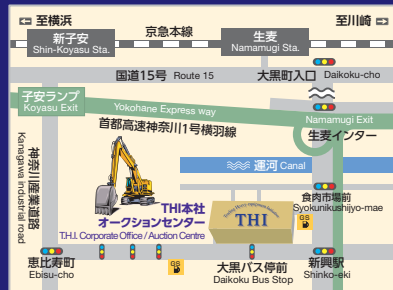 至横浜
至川崎
京急本線
新子安
Shin-Koyasu Sta.
生麦
Namamugi Sta.
国道15号 Route 15
大黒町入口 Daikoku-cho
子安ランプ
Koyasu Exit
Yokohane Express way
首都高速神奈川1号横羽線
Namamugi Exit
生麦インター
神奈川産業道路
Kanagawa industrial road
運河 Canal
THI本社
オークションセンター
T.H.I. Corporate Office / Auction Centre
THI
食肉市場前
Syokunikushijyo-mae
GS
GS
恵比寿町
Ebisu-cho
大黒バス停前
Daikoku Bus Stop
新興駅
Shinko-eki